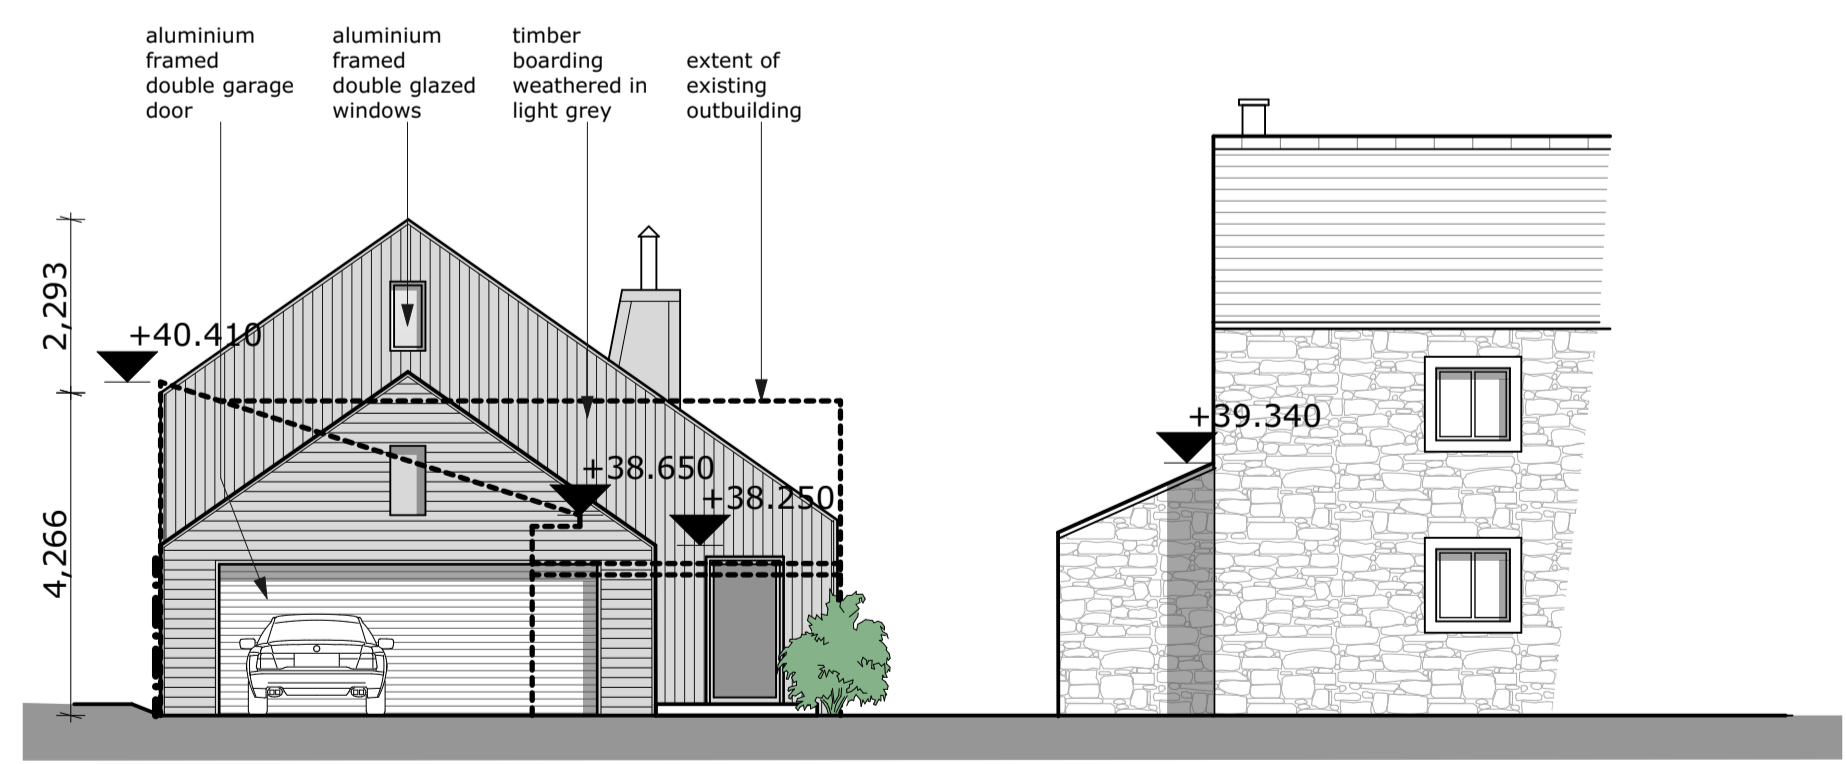 aluminium
framed
double garage
door
aluminium
framed
double glazed
windows
timber
boarding
weathered in
light grey
extent of
existing
outbuilding
2,293
+40.410
+39.340
+38.650
+38.250
4,266